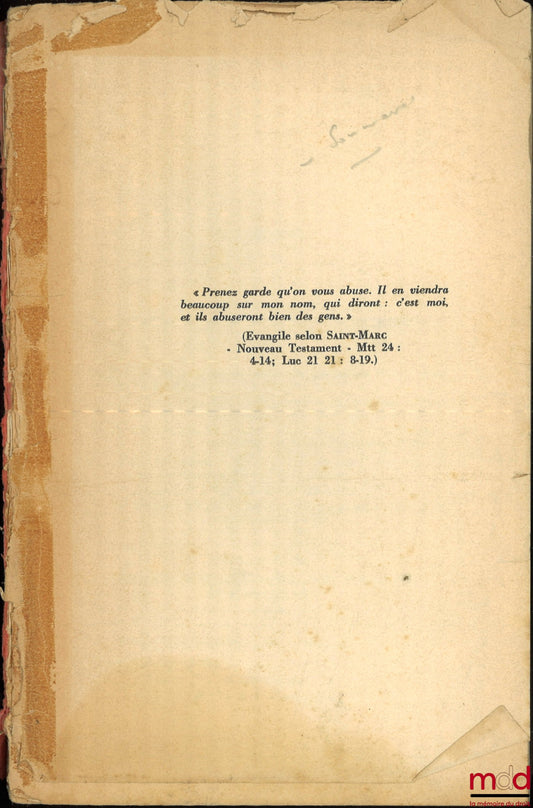 « Prenez garde qu'on vous abuse. Il en viendra
beaucoup sur mon nom, qui diront : c'est moi,
et ils abuseront bien des gens. »
(Evangile selon SAINT-MARC
- Nouveau Testament - Mtt 24 :
4-14; Luc 21 21 : 8-19.)
mdd
la mémoire du droit